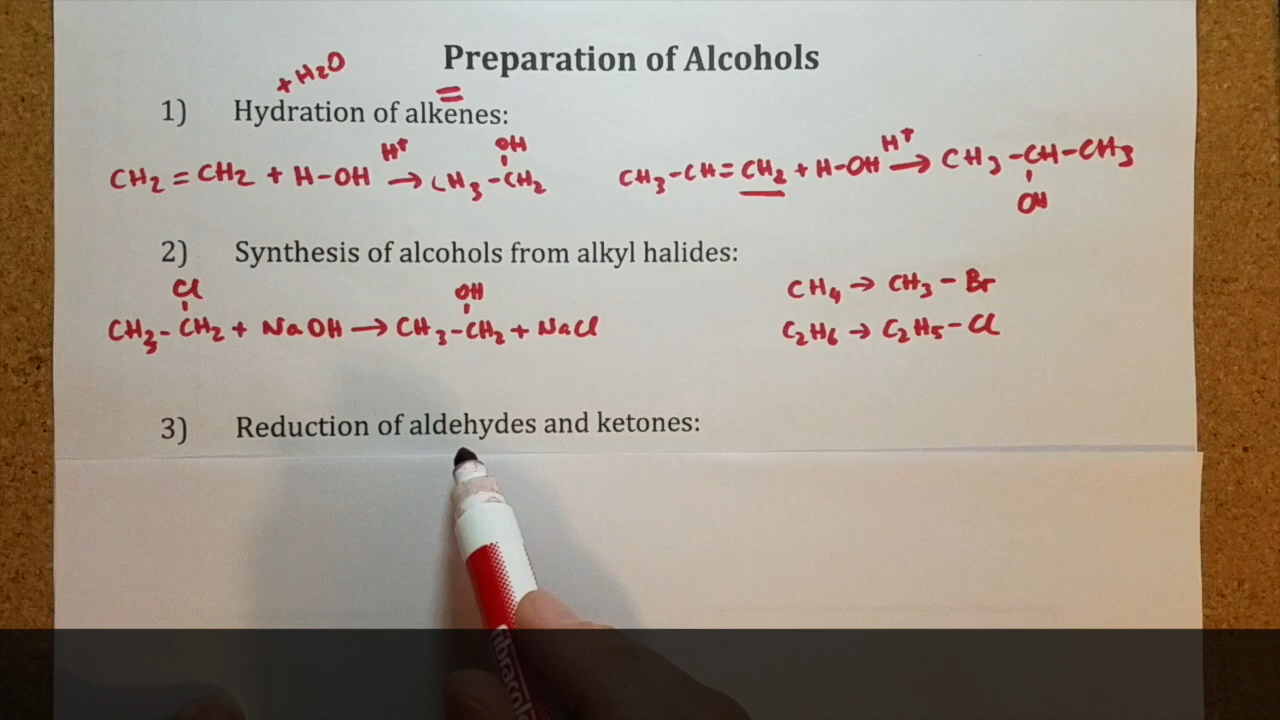 Preparation of Alcohols
+ H2O
1) Hydration of alkenes:
CH2 = CH2 + H-OH H+ → CH3 - CH2 OH
CH3-CH=CH2 + H-OH H+ → CH3 -CH-CH3 OH
2) Synthesis of alcohols from alkyl halides:
Cl
CH3 - CH2 + NaOH → CH3 -CH2 + NaCl
OH
CH4 → CH3 - Br
C2H6 → C2H5 - Cl
3) Reduction of aldehydes and ketones:
fibracolor